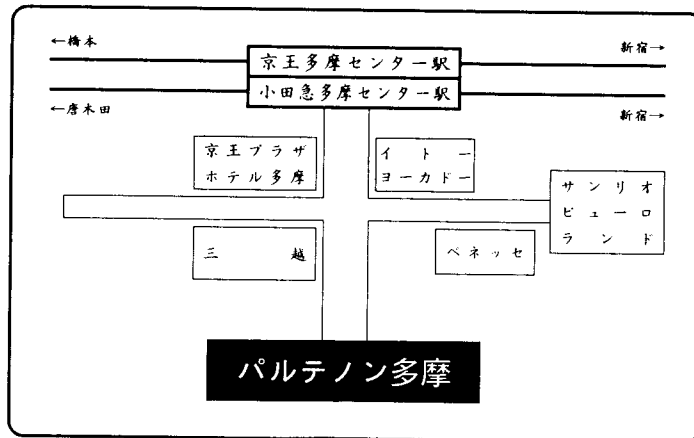 ←橋本
新宿→
京王多摩センター駅
小田急多摩センター駅
←唐木田
新宿→
京王プラザ
ホテル多摩
イトー
ヨーカドー
サンリオ
ピューロ
ランド
三越
ベネッセ
パルテノン多摩